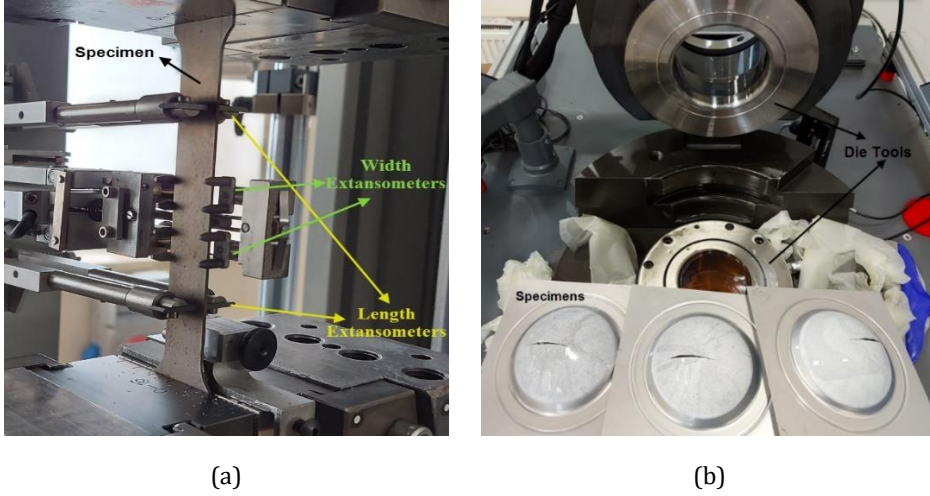 Specimen
Width
Extansometers
Length
Extansometers
Die Tools
Specimens
(a)
(b)